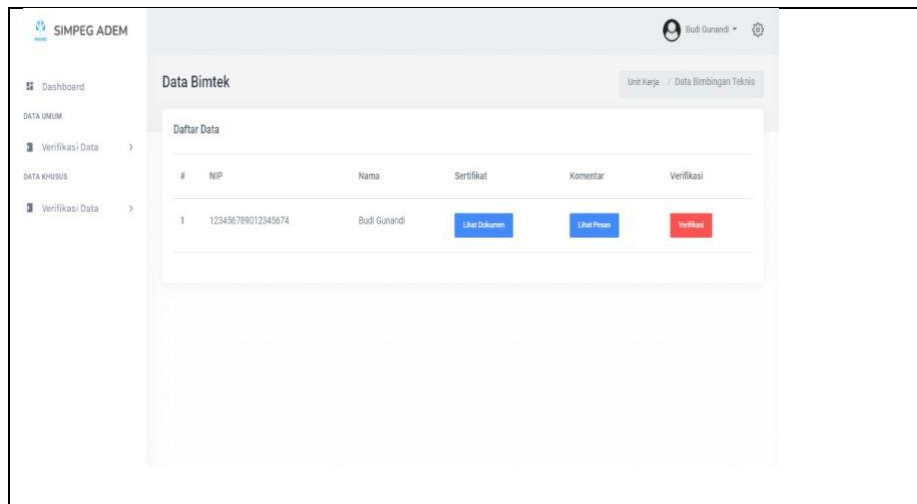 SIMPEG ADEM
Budi Gunandi
Dashboard
DATA UMUM
Verifikasi Data
DATA KHUSUS
Verifikasi Data
Data Bimtek
Unit Kerja / Data Bimbingan Teknis
Daftar Data
# NIP Nama Sertifikat Komentar Verifikasi
1 123456789012345674 Budi Gunandi Lihat Dokumen Lihat Pesan Verifikasi